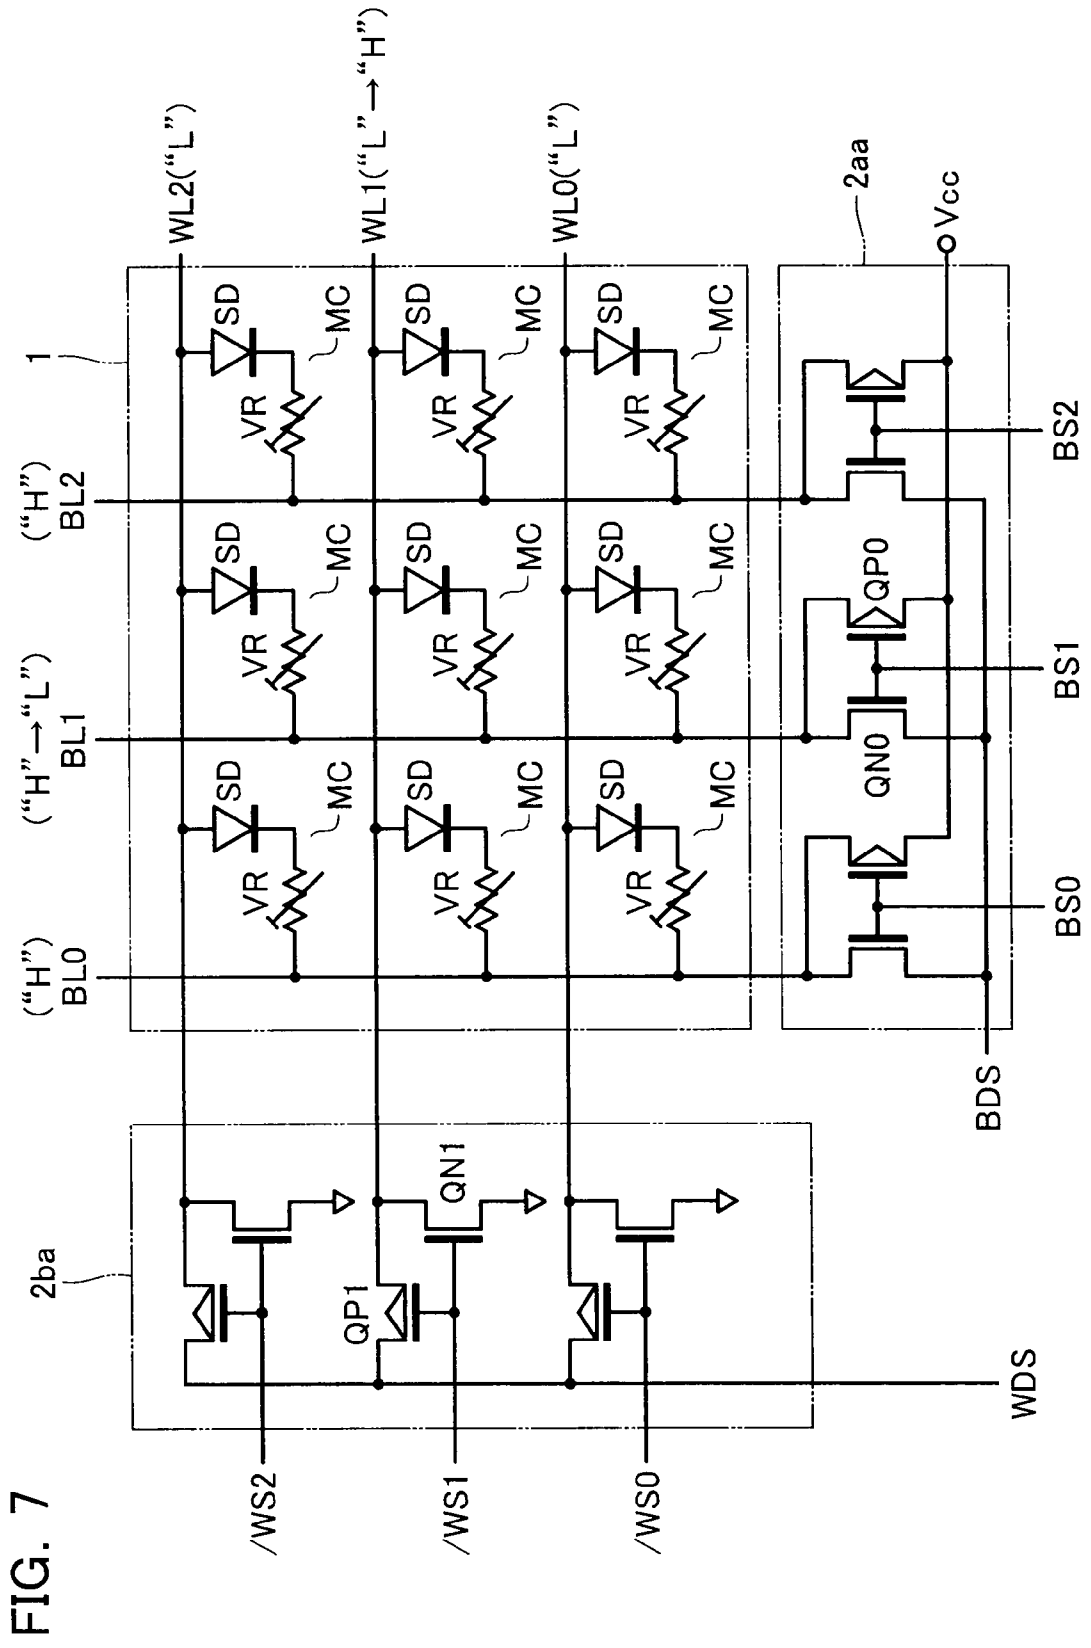 FIG. 7
1
("H")
BL0
("H"→"L")
BL1
("H")
BL2
2ba
2aa
WL2("L")
WL1("L"→"H")
WL0("L")
SD
VR
MC
SD
VR
MC
SD
VR
MC
SD
VR
MC
SD
VR
MC
SD
VR
MC
SD
VR
MC
SD
VR
MC
SD
VR
MC
QP1
QN1
/WS2
/WS1
/WS0
WDS
QN0
QP0
Vcc
BDS
BS0
BS1
BS2